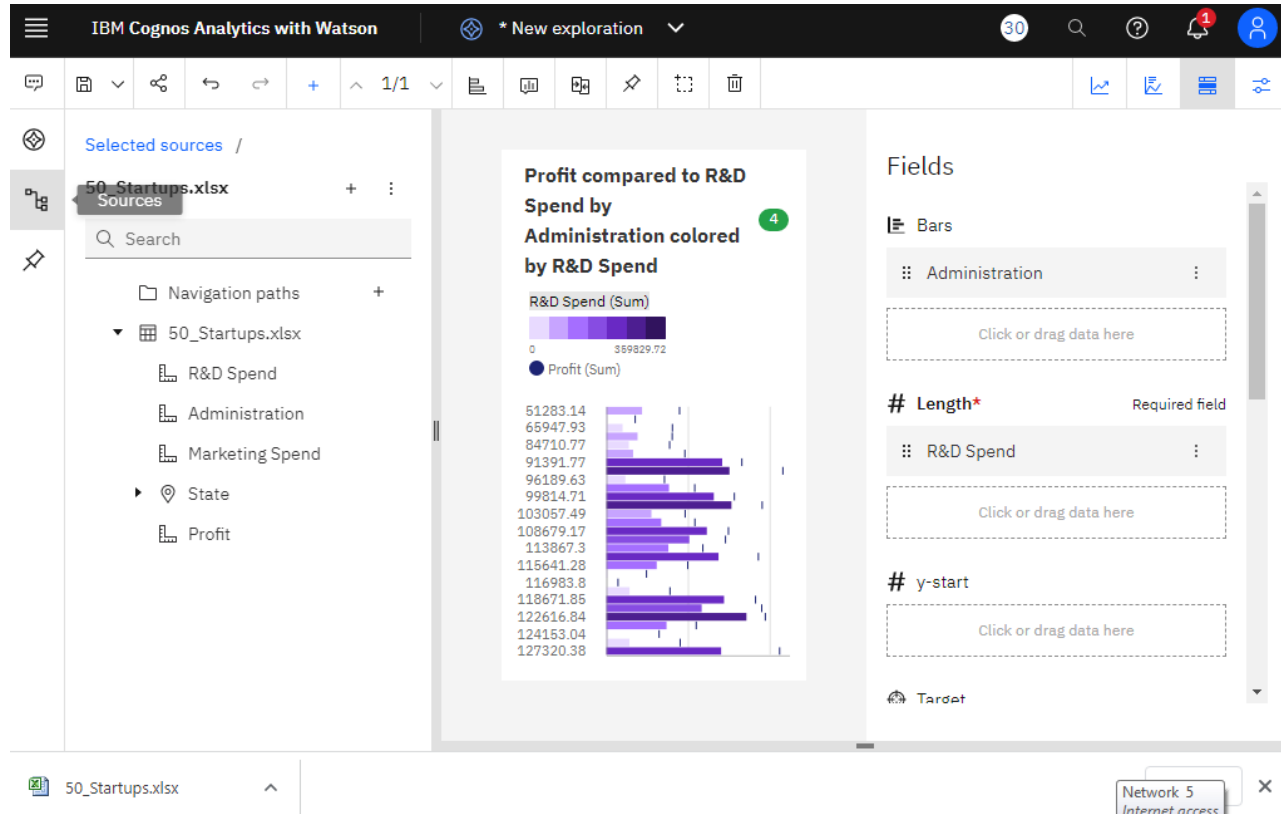 IBM Cognos Analytics with Watson
* New exploration
30
1
1/1
Selected sources /
50_Startups.xlsx
Sources
Search
Navigation paths
50_Startups.xlsx
R&D Spend
Administration
Marketing Spend
State
Profit
Profit compared to R&D
Spend by
Administration colored
by R&D Spend
4
R&D Spend (Sum)
0 359829.72
Profit (Sum)
51283.14
65947.93
84710.77
91391.77
96189.63
99814.71
103057.49
108679.17
113867.3
115641.28
116983.8
118671.85
122616.84
124153.04
127320.38
Fields
Bars
Administration
Click or drag data here
# Length* Required field
R&D Spend
Click or drag data here
# y-start
Click or drag data here
Target
50_Startups.xlsx
Network 5
Internet access